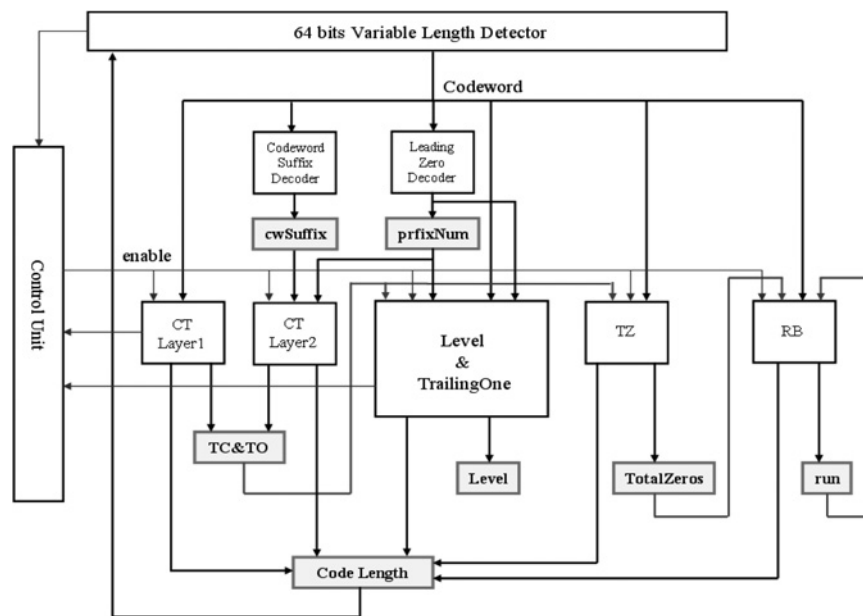 64 bits Variable Length Detector
Codeword
Codeword
Suffix
Decoder
Leading
Zero
Decoder
cwSuffix
prfixNum
enable
Control Unit
CT
Layer1
CT
Layer2
Level
&
TrailingOne
TZ
RB
TC&TO
Level
TotalZeros
run
Code Length